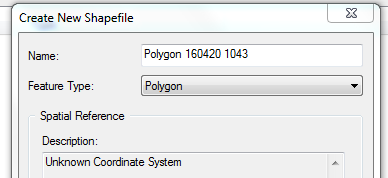 Create New Shapefile
Name: Polygon 160420 1043
Feature Type: Polygon
Spatial Reference
Description:
Unknown Coordinate System